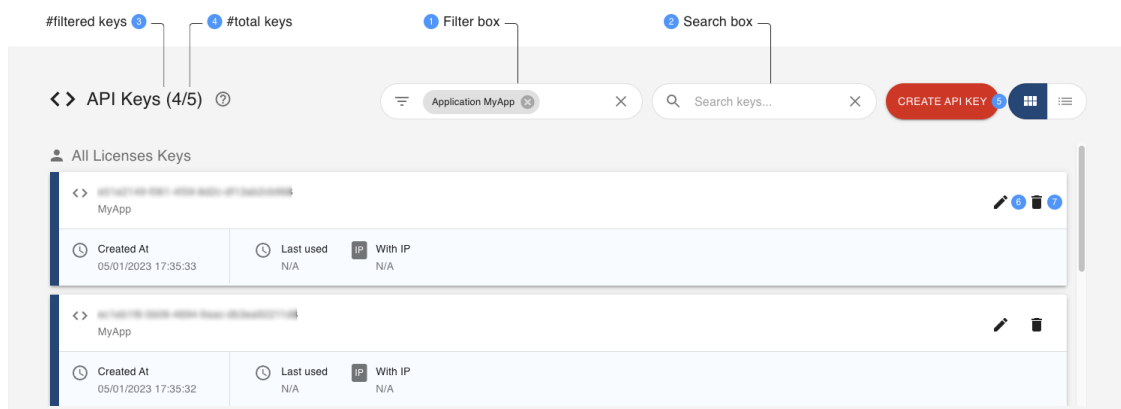 #filtered keys 3 4 #total keys 1 Filter box 2 Search box
API Keys (4/5) ? Application MyApp Search keys... CREATE API KEY 5
All Licenses Keys
MyApp
6 7
Created At Last used IP With IP
05/01/2023 17:35:33 N/A N/A
MyApp
Created At Last used IP With IP
05/01/2023 17:35:32 N/A N/A